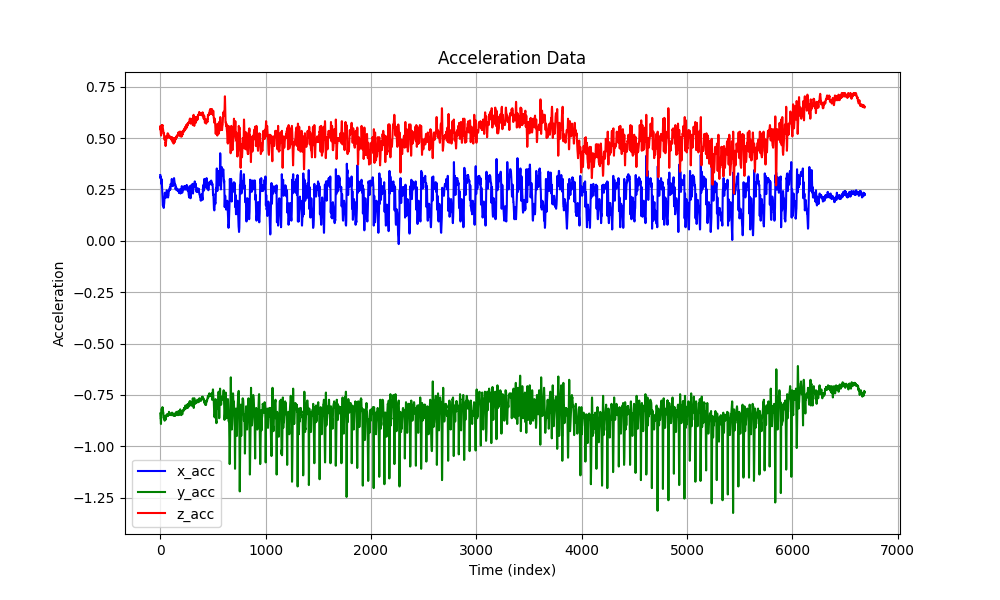 Acceleration Data
Acceleration
0.75
0.50
0.25
0.00
−0.25
−0.50
−0.75
−1.00
−1.25
x_acc
y_acc
z_acc
0 1000 2000 3000 4000 5000 6000 7000
Time (index)